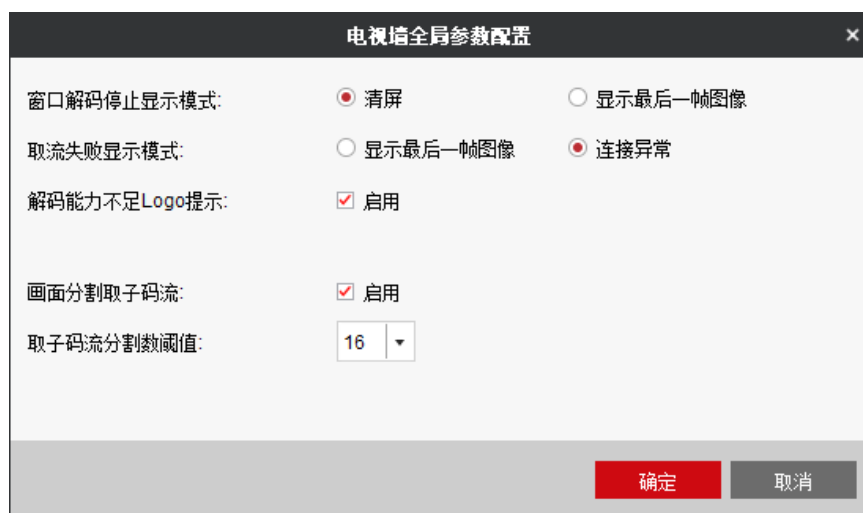 电视墙全局参数配置
窗口解码停止显示模式: 清屏 显示最后一帧图像
取流失败显示模式: 显示最后一帧图像 连接异常
解码能力不足Logo提示: 启用
画面分割取子码流: 启用
取子码流分割数阈值: 16
确定 取消